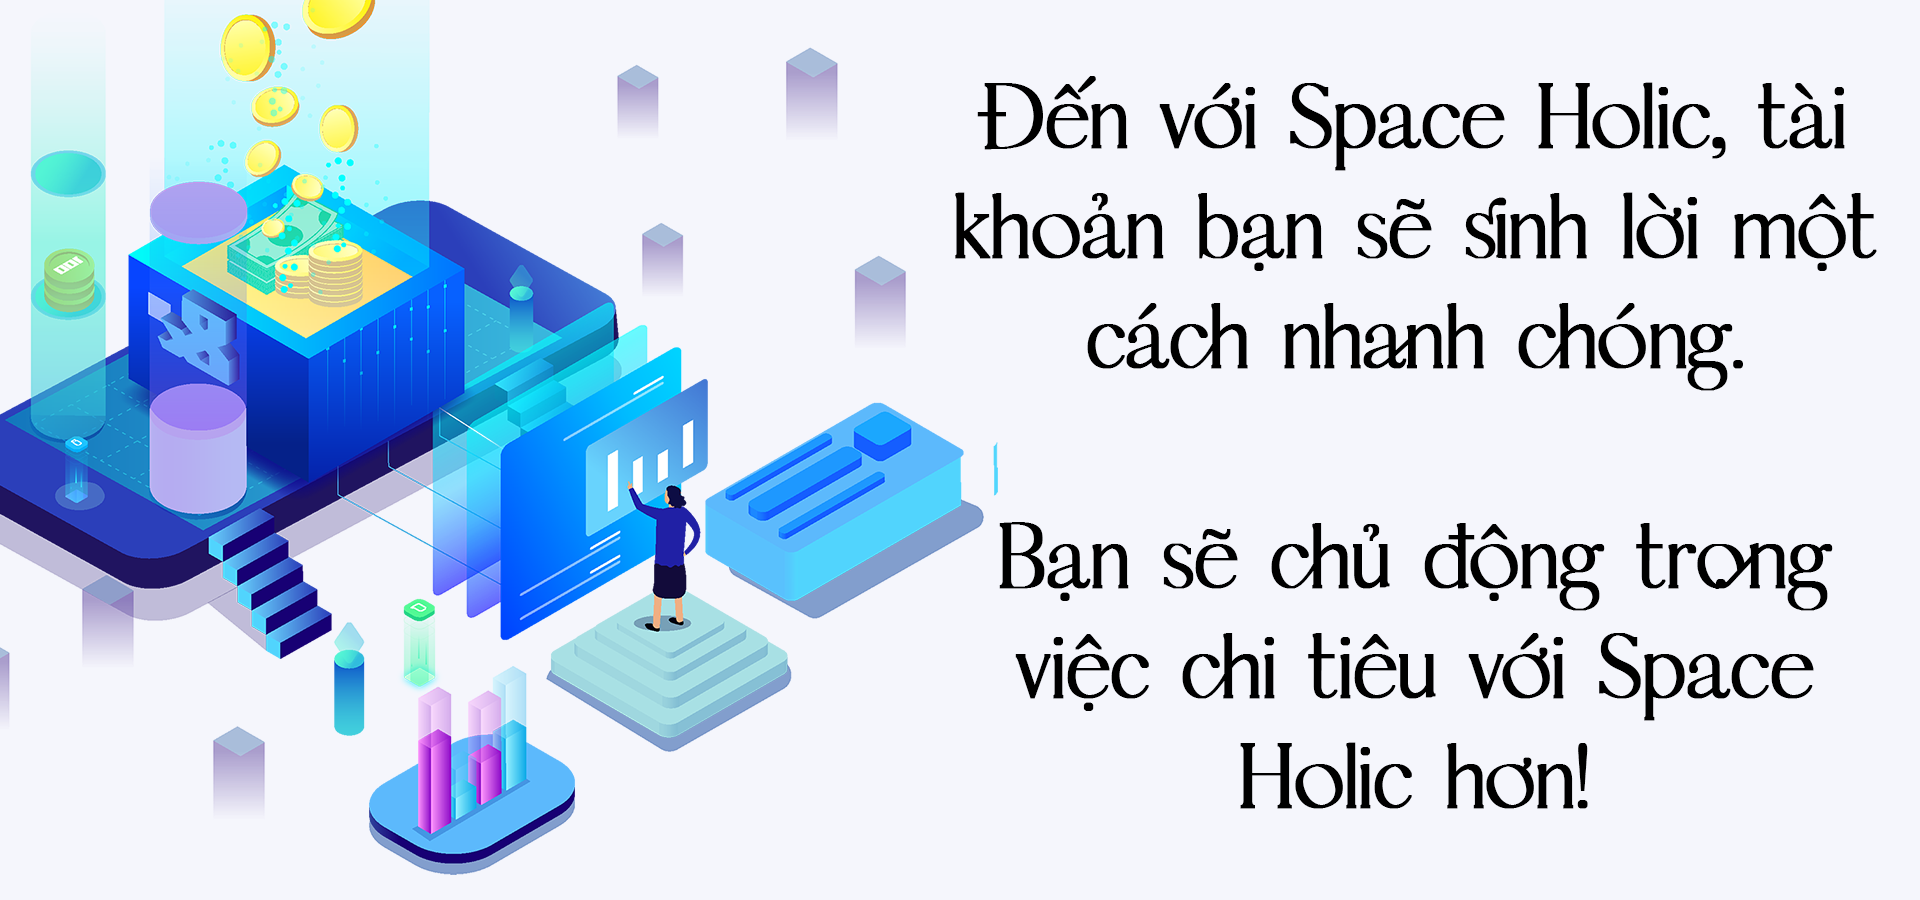 Đến với Space Holic, tài
khoản bạn sẽ sinh lời một
cách nhanh chóng.
Bạn sẽ chủ động trong
việc chi tiêu với Space
Holic hơn!